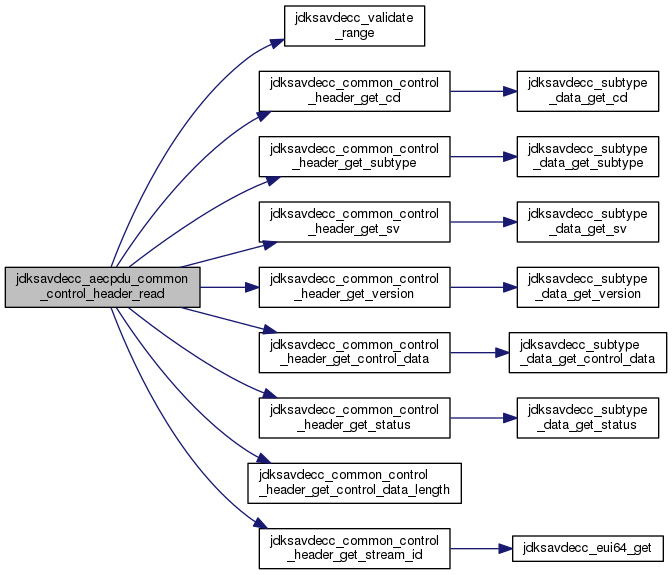 jdksavdecc_validate
_range
jdksavdecc_common_control
_header_get_cd
jdksavdecc_subtype
_data_get_cd
jdksavdecc_common_control
_header_get_subtype
jdksavdecc_subtype
_data_get_subtype
jdksavdecc_common_control
_header_get_sv
jdksavdecc_subtype
_data_get_sv
jdksavdecc_aecpdu_common
_control_header_read
jdksavdecc_common_control
_header_get_version
jdksavdecc_subtype
_data_get_version
jdksavdecc_common_control
_header_get_control_data
jdksavdecc_subtype
_data_get_control_data
jdksavdecc_common_control
_header_get_status
jdksavdecc_subtype
_data_get_status
jdksavdecc_common_control
_header_get_control_data_length
jdksavdecc_common_control
_header_get_stream_id
jdksavdecc_eui64_get